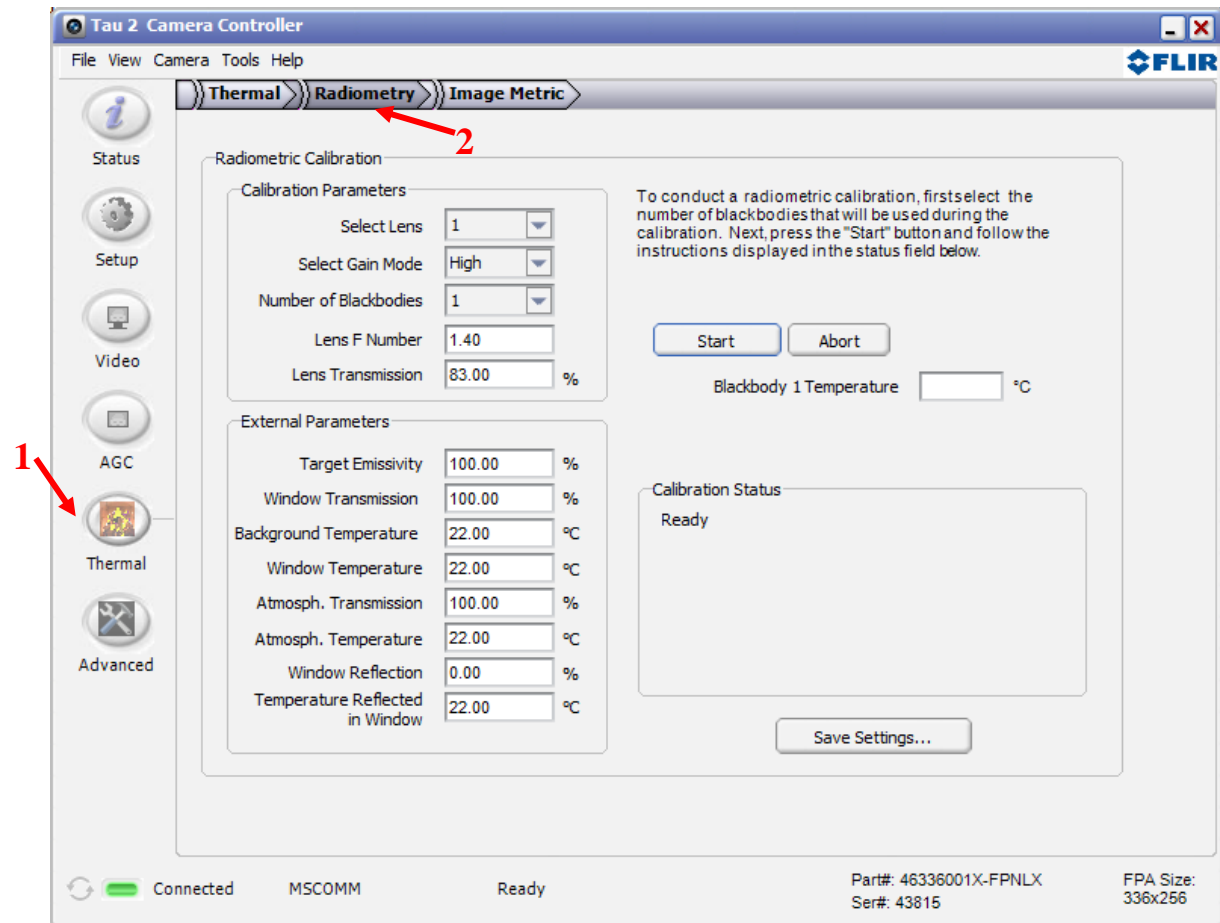 Tau 2 Camera Controller
File View Camera Tools Help
FLIR
Thermal Radiometry Image Metric
2
Status
Setup
Video
AGC
1
Thermal
Advanced
Radiometric Calibration
Calibration Parameters
Select Lens 1
Select Gain Mode High
Number of Blackbodies 1
Lens F Number 1.40
Lens Transmission 83.00 %
External Parameters
Target Emissivity 100.00 %
Window Transmission 100.00 %
Background Temperature 22.00 °C
Window Temperature 22.00 °C
Atmosph. Transmission 100.00 %
Atmosph. Temperature 22.00 °C
Window Reflection 0.00 %
Temperature Reflected
in Window 22.00 °C
To conduct a radiometric calibration, firstselect the
number of blackbodies that will be used during the
calibration. Next, press the "Start" button and follow the
instructions displayed in the status field below.
Start Abort
Blackbody 1 Temperature °C
Calibration Status
Ready
Save Settings...
Connected MSCOMM Ready
Part#: 46336001X-FPNLX
Ser#: 43815
FPA Size:
336x256